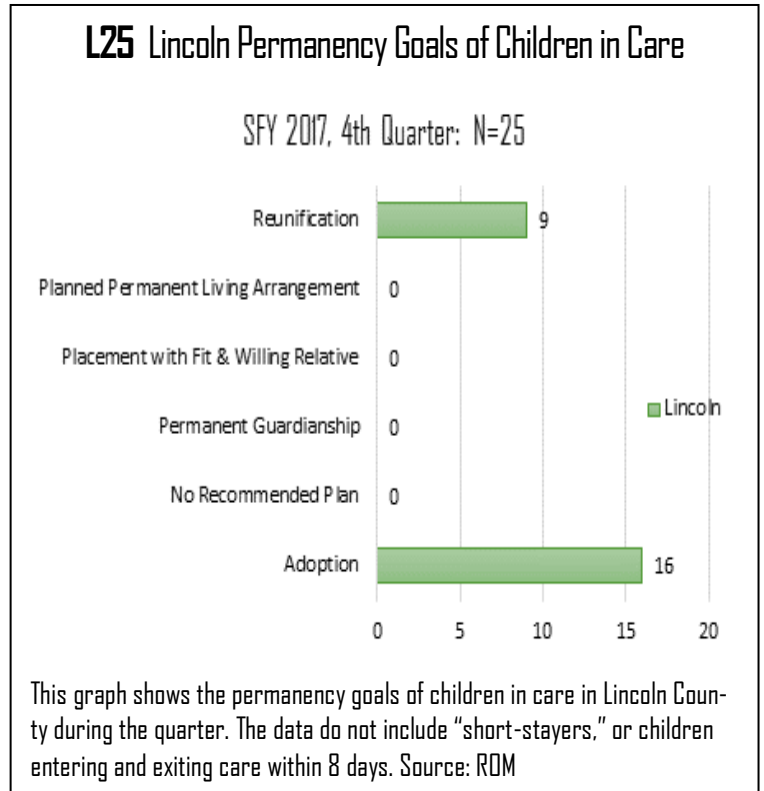 L25 Lincoln Permanency Goals of Children in Care
SFY 2017, 4th Quarter: N=25
Reunification 9
Planned Permanent Living Arrangement 0
Placement with Fit & Willing Relative 0
Lincoln
Permanent Guardianship 0
No Recommended Plan 0
Adoption 16
0 5 10 15 20
This graph shows the permanency goals of children in care in Lincoln Coun-
ty during the quarter. The data do not include “short-stayers,” or children
entering and exiting care within 8 days. Source: ROM